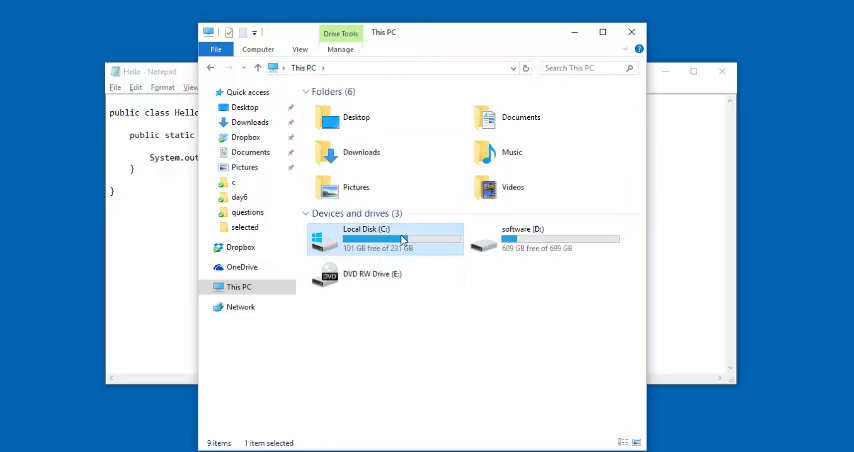 Drive Tools This PC
File Computer View Manage
This PC Search This PC
Hello - Notepad
File Edit Format View
public class Hello
public static
System.out
}
}
Quick access
Desktop
Downloads
Dropbox
Documents
Pictures
c
day6
questions
selected
Dropbox
OneDrive
This PC
Network
Folders (6)
Desktop Documents
Downloads Music
Pictures Videos
Devices and drives (3)
Local Disk (C:) software (D:)
101 GB free of 231 GB 609 GB free of 699 GB
DVD DVD RW Drive (E:)
9 items 1 item selected